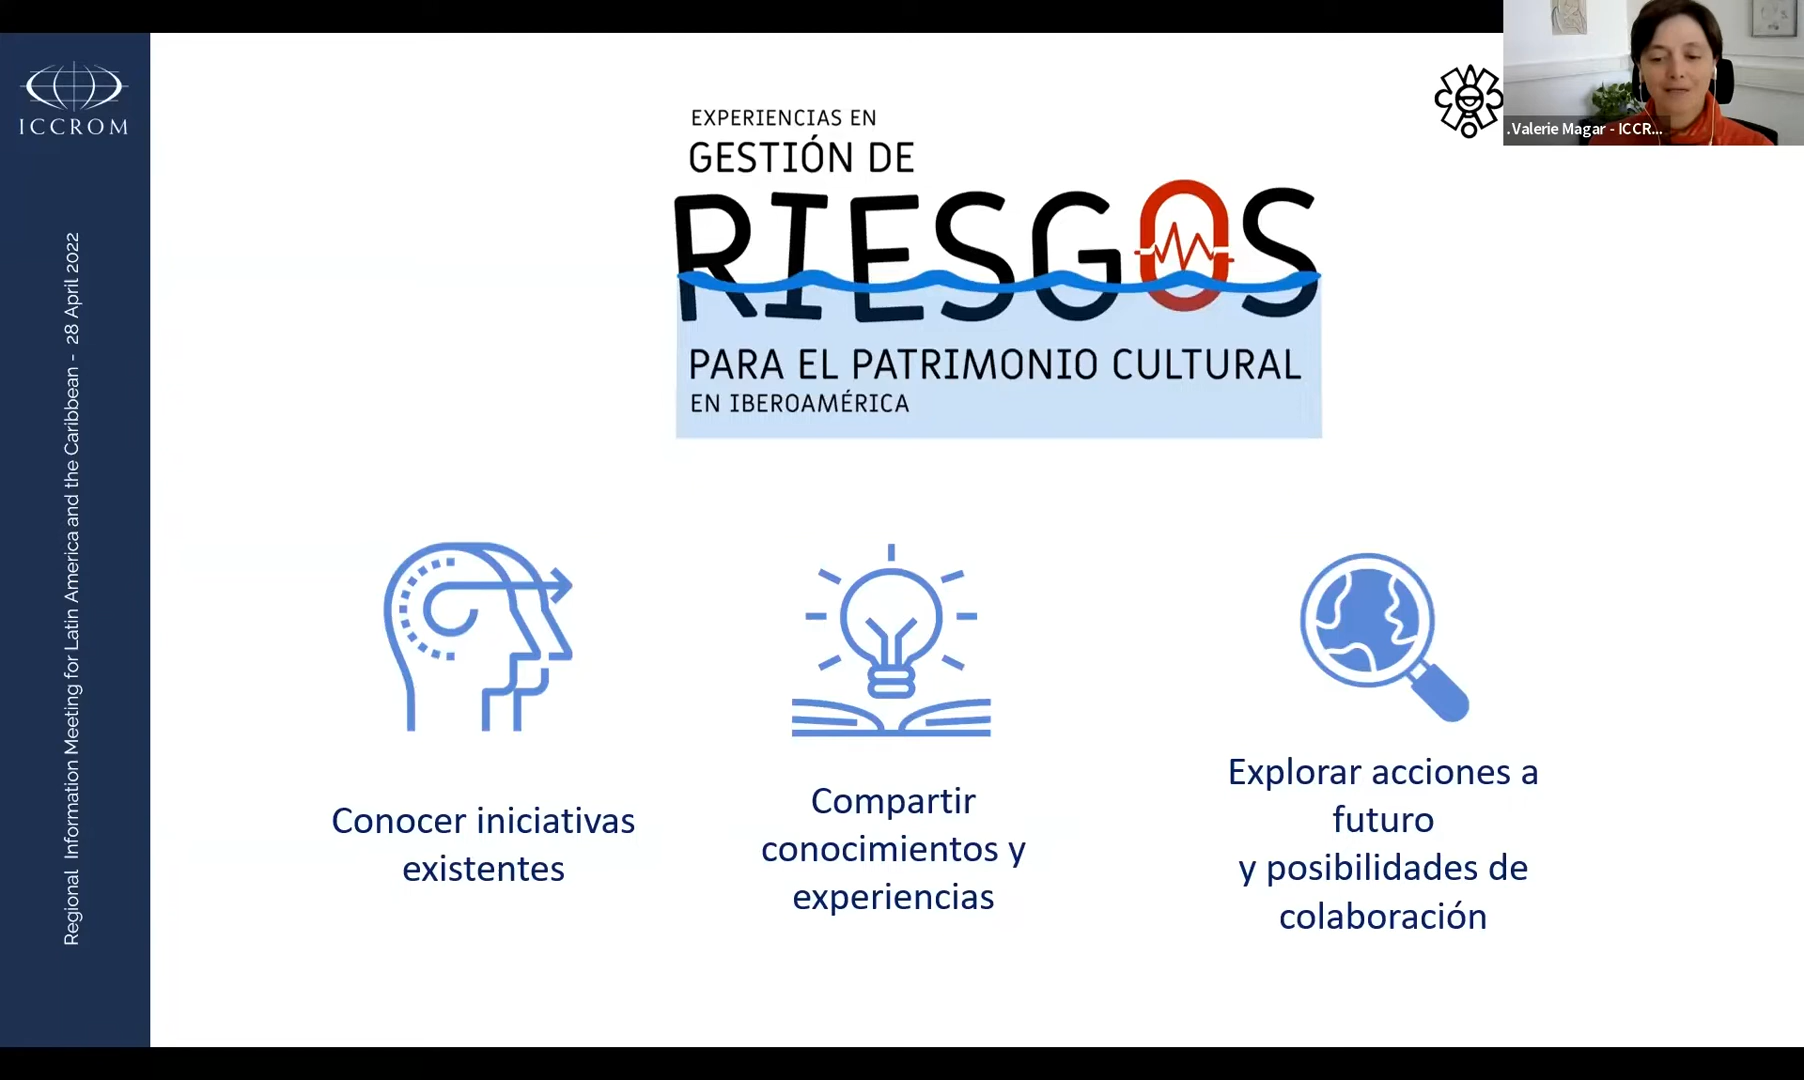 ICCROM
Regional Information Meeting for Latin America and the Caribbean - 28 April 2022
EXPERIENCIAS EN
GESTIÓN DE
RIESGOS
PARA EL PATRIMONIO CULTURAL
EN IBEROAMÉRICA
.Valerie Magar - ICCR...
Conocer iniciativas
existentes
Compartir
conocimientos y
experiencias
Explorar acciones a
futuro
y posibilidades de
colaboración